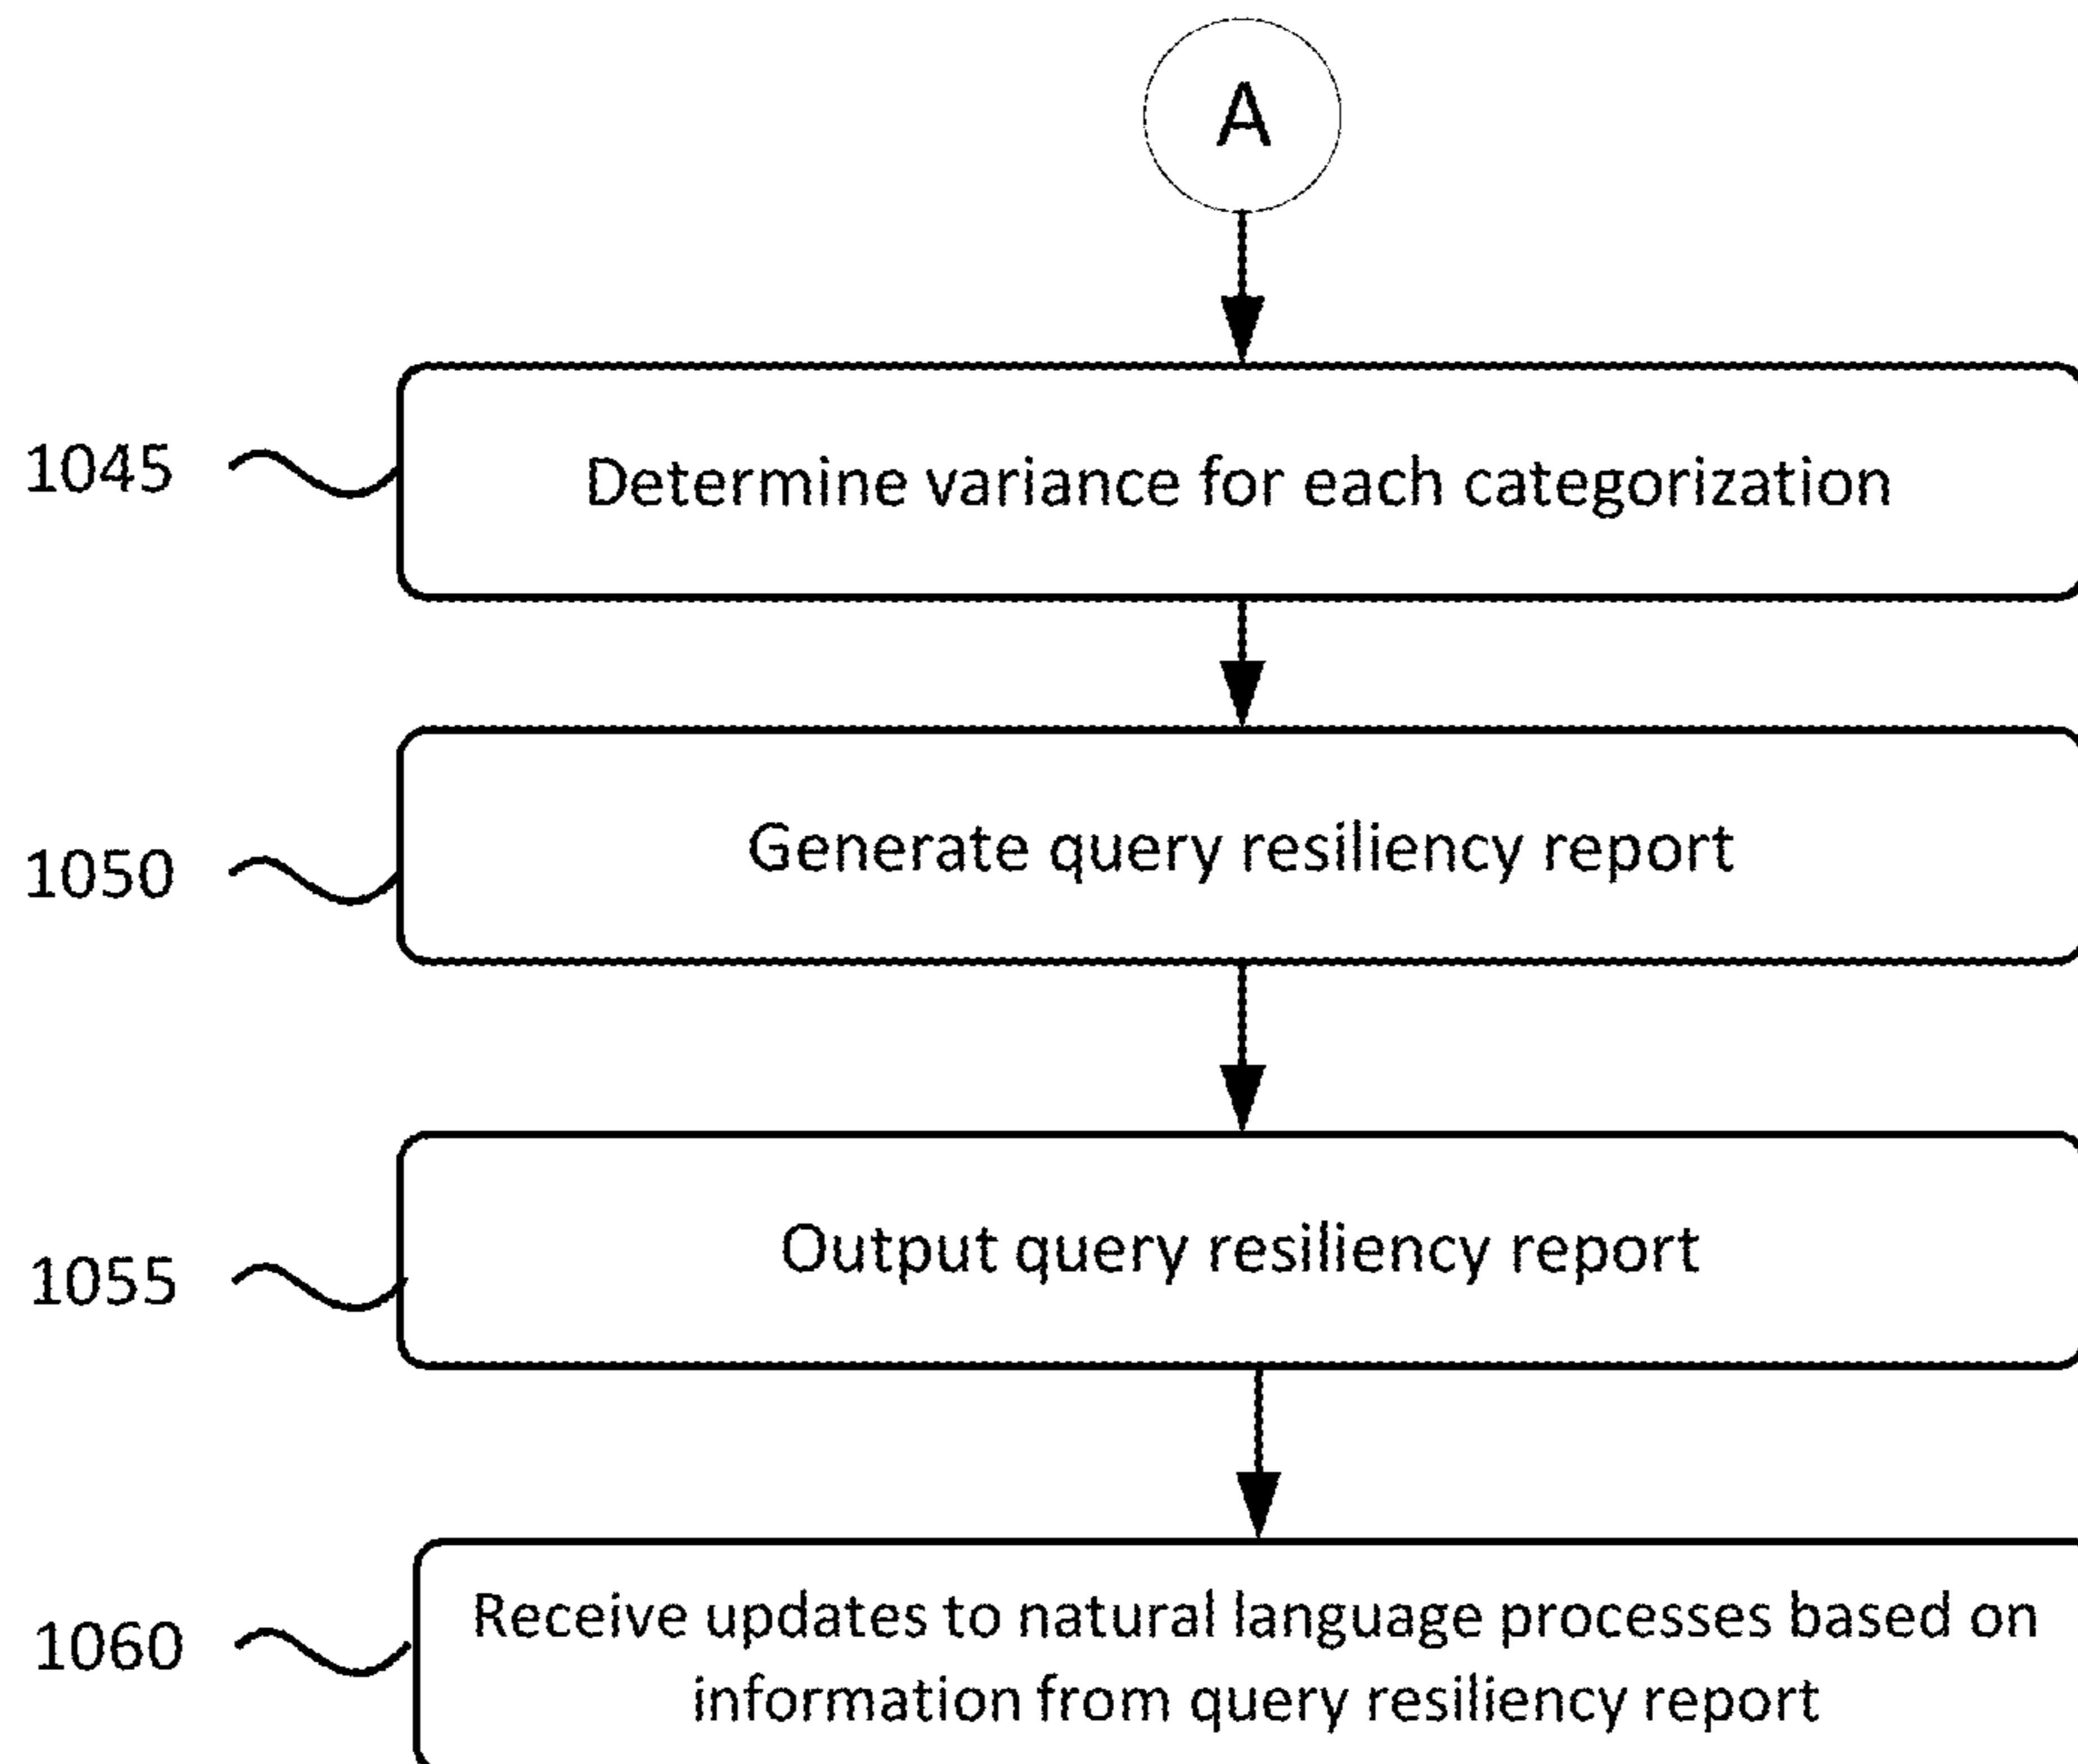 A
1045
Determine variance for each categorization
1050
Generate query resiliency report
1055
Output query resiliency report
1060
Receive updates to natural language processes based on
information from query resiliency report